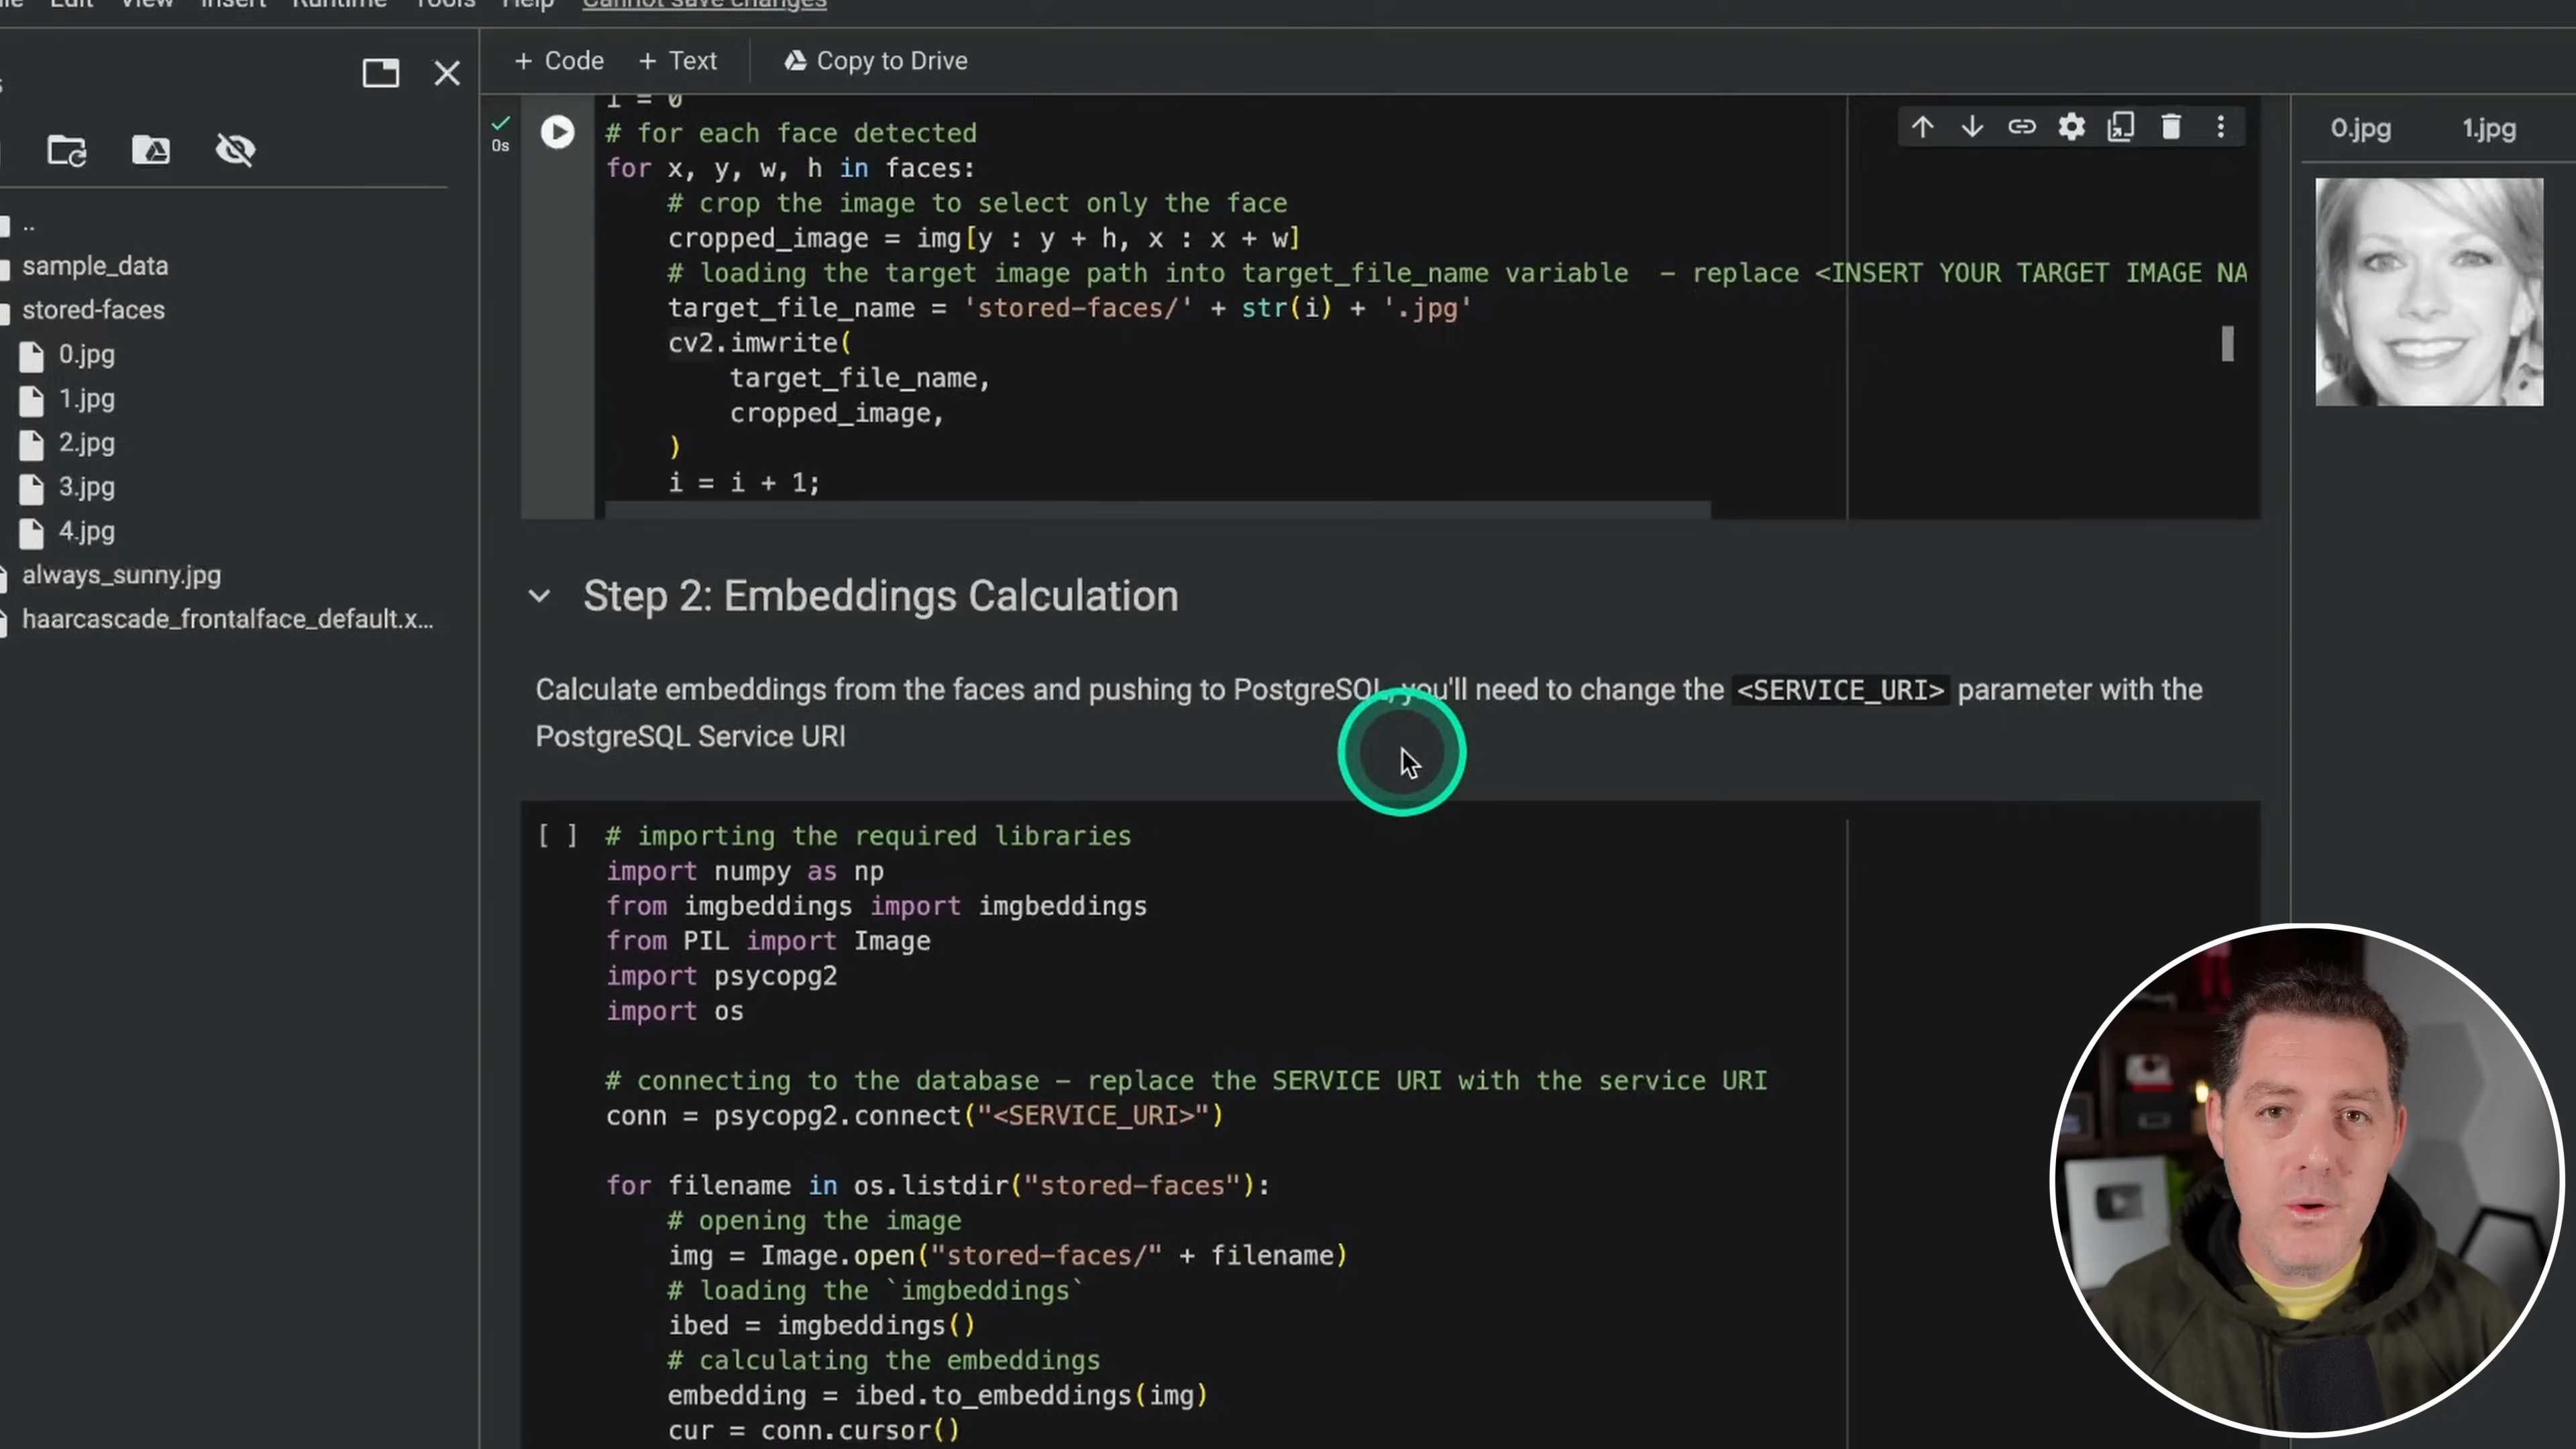 Edit View Insert Runtime Tools Help Cannot save changes
+ Code + Text Copy to Drive
..
sample_data
stored-faces
0.jpg
1.jpg
2.jpg
3.jpg
4.jpg
always_sunny.jpg
haarcascade_frontalface_default.x...
0s
i = 0
# for each face detected
for x, y, w, h in faces:
# crop the image to select only the face
cropped_image = img[y : y + h, x : x + w]
# loading the target image path into target_file_name variable – replace <INSERT YOUR TARGET IMAGE NA
target_file_name = 'stored-faces/' + str(i) + '.jpg'
cv2.imwrite(
target_file_name,
cropped_image,
)
i = i + 1;
Step 2: Embeddings Calculation
Calculate embeddings from the faces and pushing to PostgreSQL, you'll need to change the <SERVICE_URI> parameter with the
PostgreSQL Service URI
[ ] # importing the required libraries
import numpy as np
from imgbeddings import imgbeddings
from PIL import Image
import psycopg2
import os
# connecting to the database – replace the SERVICE URI with the service URI
conn = psycopg2.connect("<SERVICE_URI>")
for filename in os.listdir("stored-faces"):
# opening the image
img = Image.open("stored-faces/" + filename)
# loading the `imgbeddings`
ibed = imgbeddings()
# calculating the embeddings
embedding = ibed.to_embeddings(img)
cur = conn.cursor()
0.jpg 1.jpg